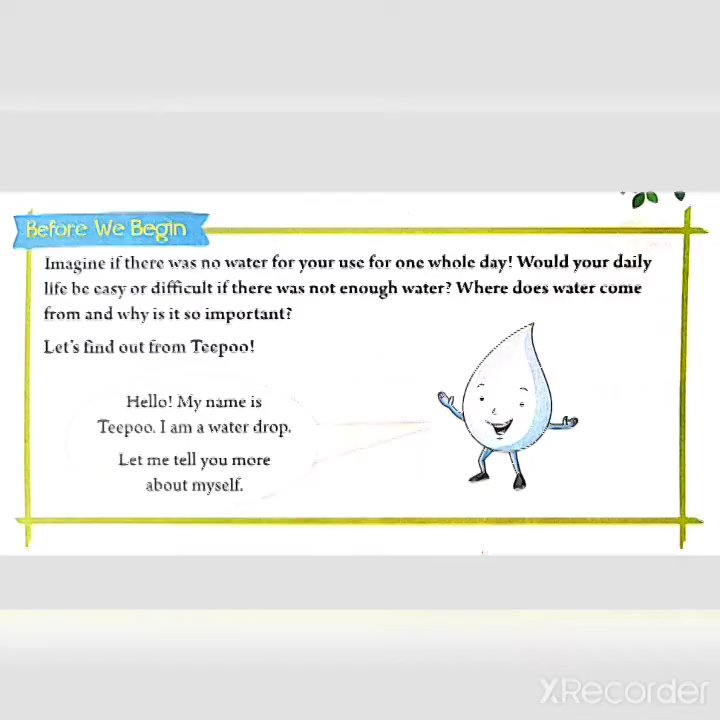 Before We Begin
Imagine if there was no water for your use for one whole day! Would your daily
life be easy or difficult if there was not enough water? Where does water come
from and why is it so important?
Let's find out from Teepoo!
Hello! My name is
Teepoo. I am a water drop.
Let me tell you more
about myself.
XRecorder